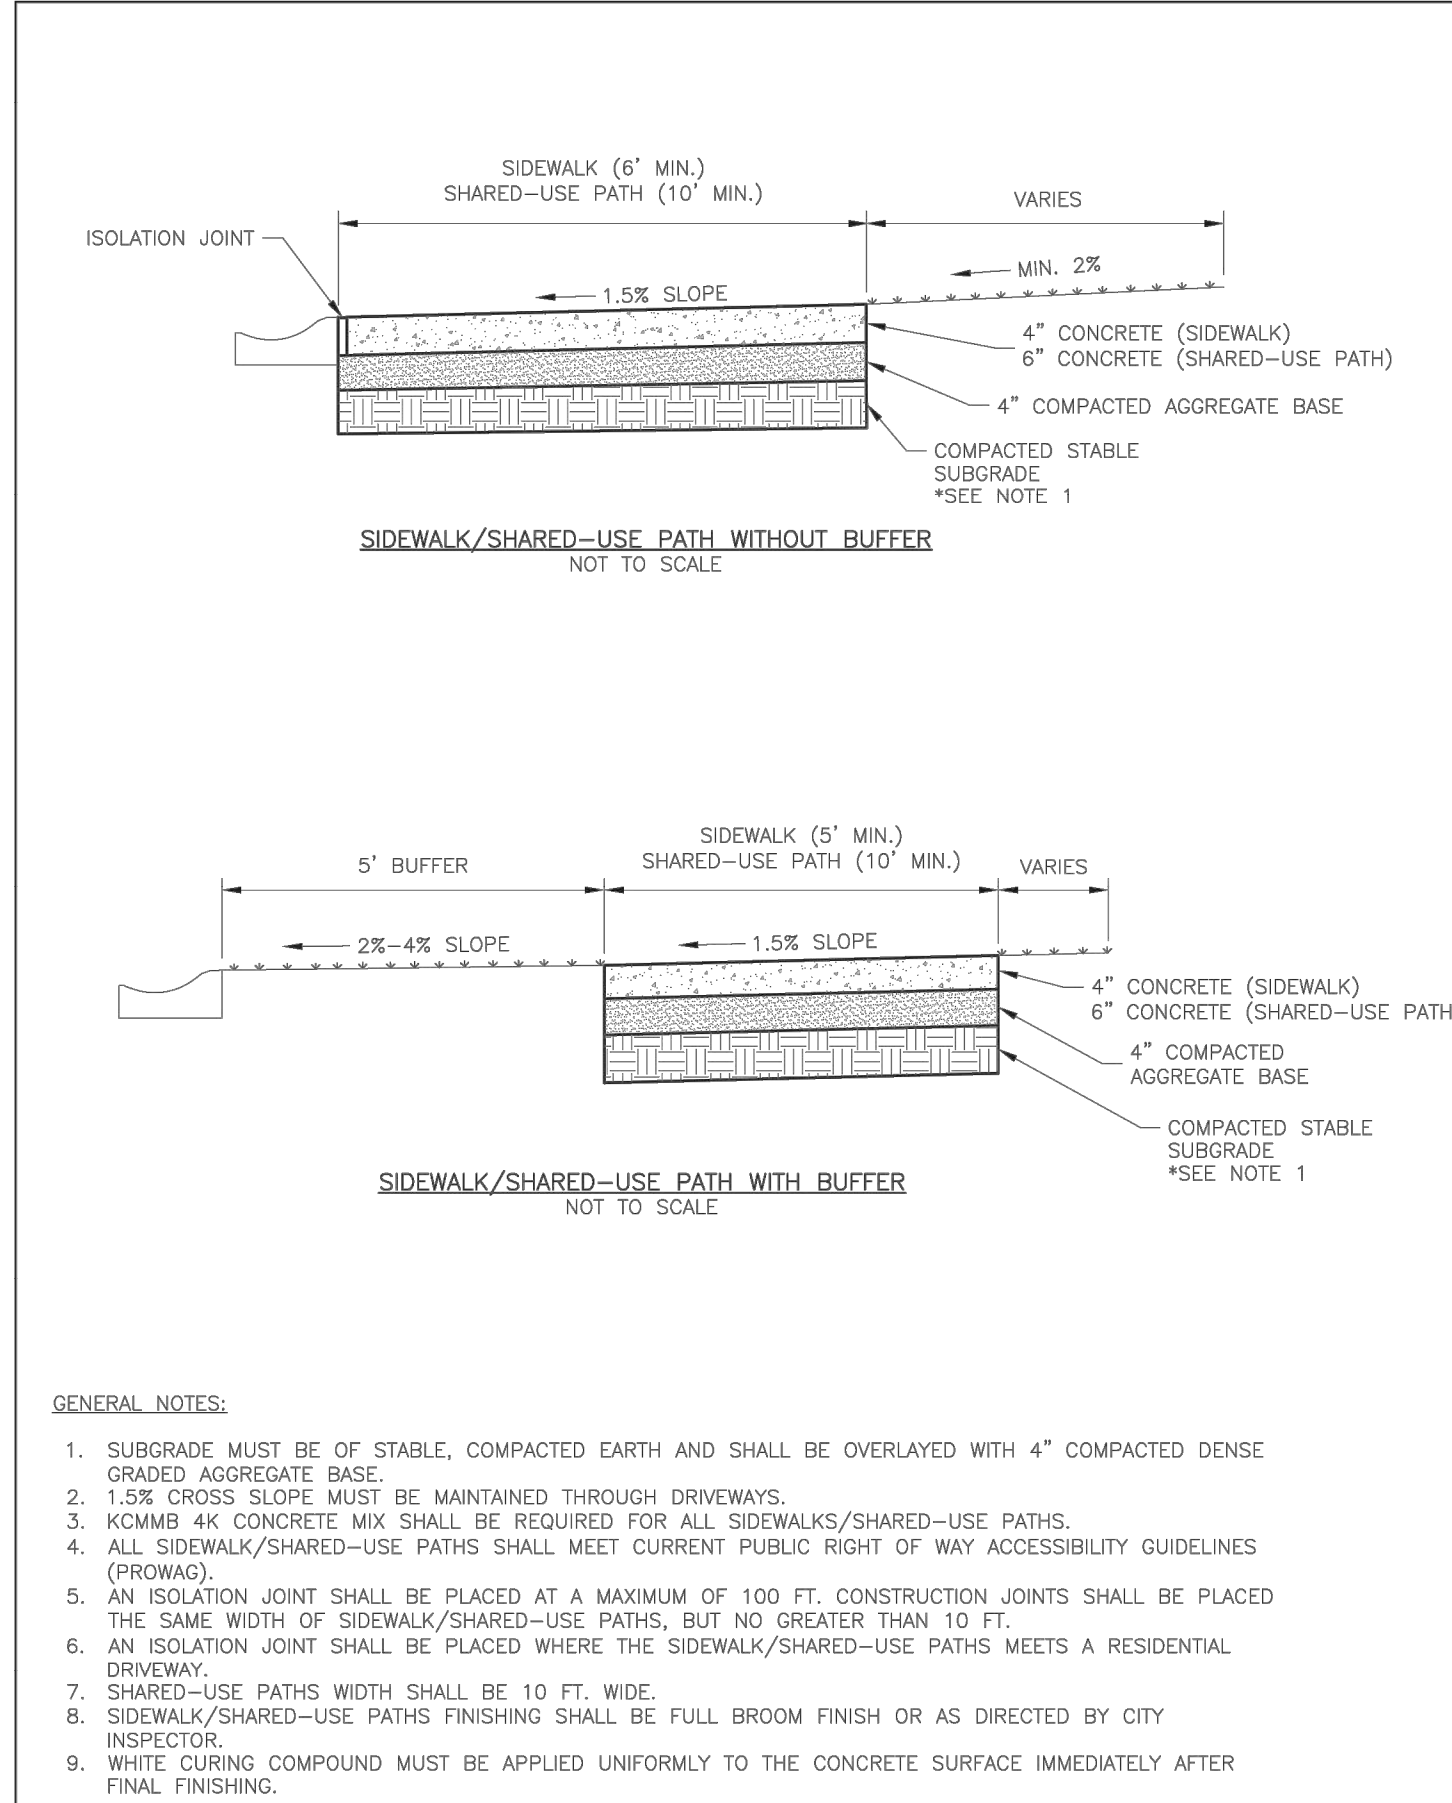 SIDEWALK (6' MIN.)
SHARED-USE PATH (10' MIN.)
VARIES
ISOLATION JOINT
MIN. 2%
1.5% SLOPE
4" CONCRETE (SIDEWALK)
6" CONCRETE (SHARED-USE PATH)
4" COMPACTED AGGREGATE BASE
COMPACTED STABLE
SUBGRADE
*SEE NOTE 1
SIDEWALK/SHARED-USE PATH WITHOUT BUFFER
NOT TO SCALE
SIDEWALK (5' MIN.)
SHARED-USE PATH (10' MIN.)
5' BUFFER
VARIES
2%-4% SLOPE
1.5% SLOPE
4" CONCRETE (SIDEWALK)
6" CONCRETE (SHARED-USE PATH
4" COMPACTED
AGGREGATE BASE
COMPACTED STABLE
SUBGRADE
*SEE NOTE 1
SIDEWALK/SHARED-USE PATH WITH BUFFER
NOT TO SCALE
GENERAL NOTES:
1. SUBGRADE MUST BE OF STABLE, COMPACTED EARTH AND SHALL BE OVERLAYED WITH 4" COMPACTED DENSE
GRADED AGGREGATE BASE.
2. 1.5% CROSS SLOPE MUST BE MAINTAINED THROUGH DRIVEWAYS.
3. KCMMB 4K CONCRETE MIX SHALL BE REQUIRED FOR ALL SIDEWALKS/SHARED-USE PATHS.
4. ALL SIDEWALK/SHARED-USE PATHS SHALL MEET CURRENT PUBLIC RIGHT OF WAY ACCESSIBILITY GUIDELINES
(PROWAG).
5. AN ISOLATION JOINT SHALL BE PLACED AT A MAXIMUM OF 100 FT. CONSTRUCTION JOINTS SHALL BE PLACED
THE SAME WIDTH OF SIDEWALK/SHARED-USE PATHS, BUT NO GREATER THAN 10 FT.
6. AN ISOLATION JOINT SHALL BE PLACED WHERE THE SIDEWALK/SHARED-USE PATHS MEETS A RESIDENTIAL
DRIVEWAY.
7. SHARED-USE PATHS WIDTH SHALL BE 10 FT. WIDE.
8. SIDEWALK/SHARED-USE PATHS FINISHING SHALL BE FULL BROOM FINISH OR AS DIRECTED BY CITY
INSPECTOR.
9. WHITE CURING COMPOUND MUST BE APPLIED UNIFORMLY TO THE CONCRETE SURFACE IMMEDIATELY AFTER
FINAL FINISHING.